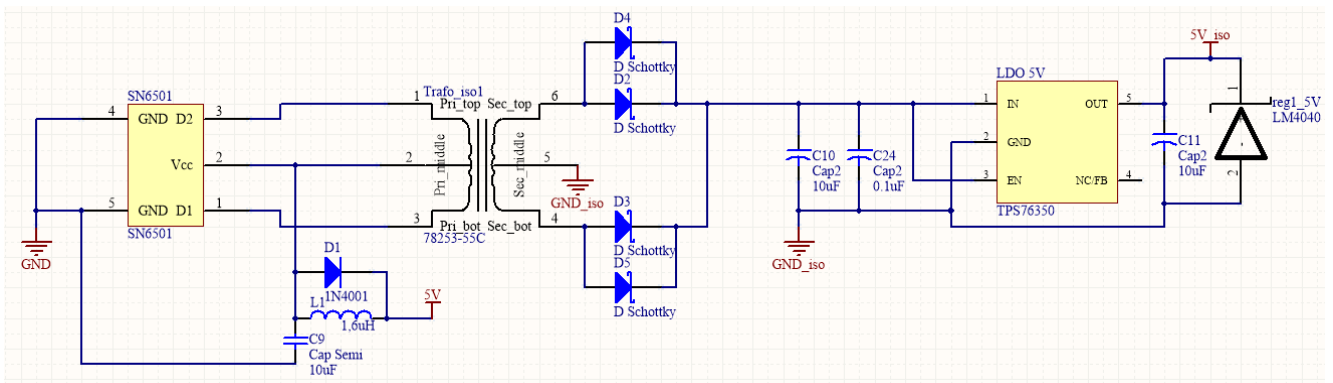 SN6501
4 GND D2 3
Vcc 2
5 GND D1 1
SN6501
GND
Trafo_iso1
1 Pri_top Sec_top 6
2 Pri_middle Sec_middle 5
3 Pri_bot Sec_bot 4
78253-55C
GND_iso
D1
1N4001
L1
1,6uH
5V
C9
Cap Semi
10uF
D4
D Schottky
D2
D Schottky
D3
D Schottky
D5
D Schottky
C10
Cap2
10uF
C24
Cap2
0.1uF
GND_iso
LDO 5V
1 IN OUT 5
2 GND
3 EN NC/FB 4
TPS76350
5V_iso
C11
Cap2
10uF
1
reg1_5V
LM4040
2